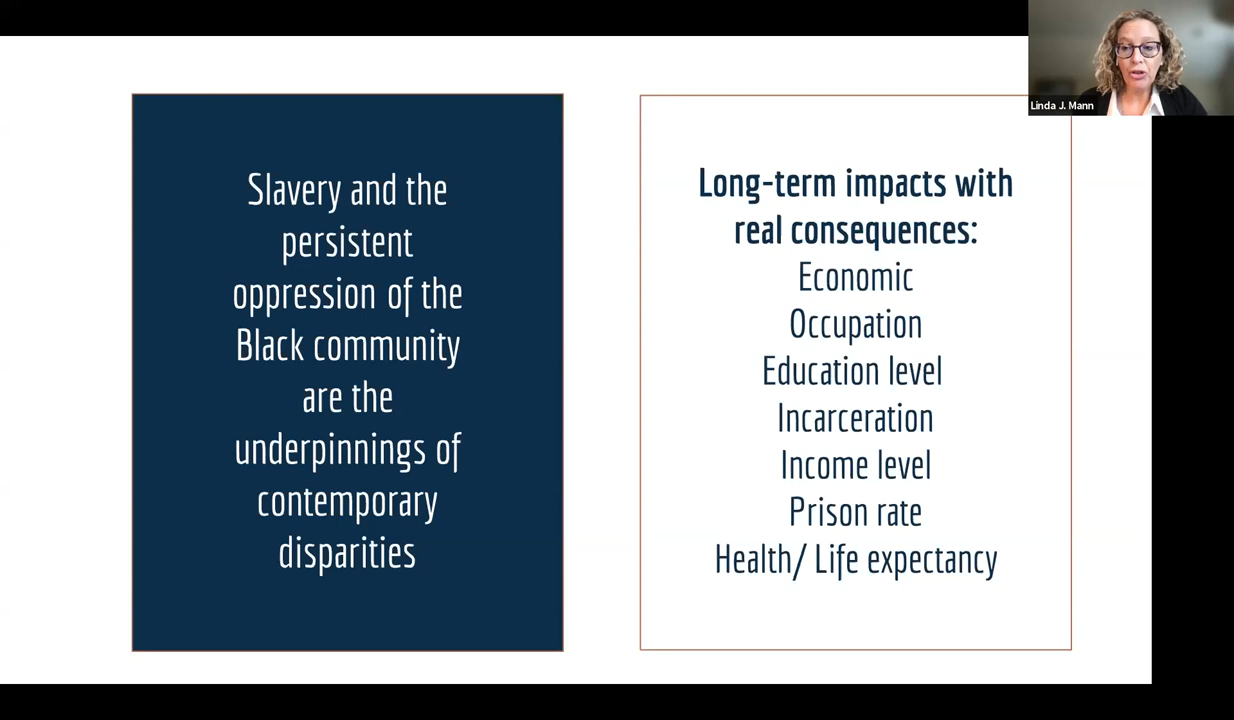 Slavery and the
persistent
oppression of the
Black community
are the
underpinnings of
contemporary
disparities
Long-term impacts with
real consequences:
Economic
Occupation
Education level
Incarceration
Income level
Prison rate
Health/ Life expectancy
Linda J. Mann